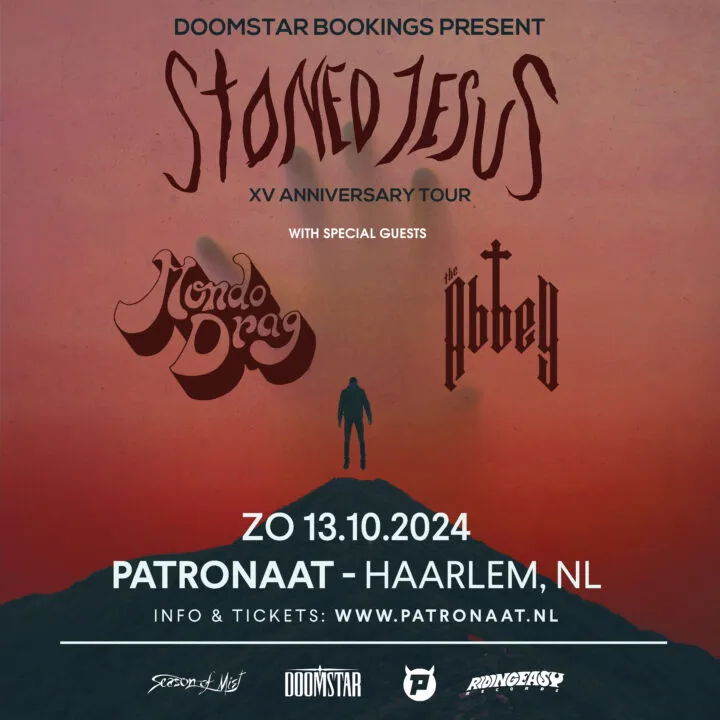 DOOMSTAR BOOKINGS PRESENT
STONED JESUS
XV ANNIVERSARY TOUR
WITH SPECIAL GUESTS
Mondo
Drag
the
Abbey
ZO 13.10.2024
PATRONAAT - HAARLEM, NL
INFO & TICKETS: WWW.PATRONAAT.NL
Season of Mist
DOOMSTAR
P
RIDINGEASY
RECORDS